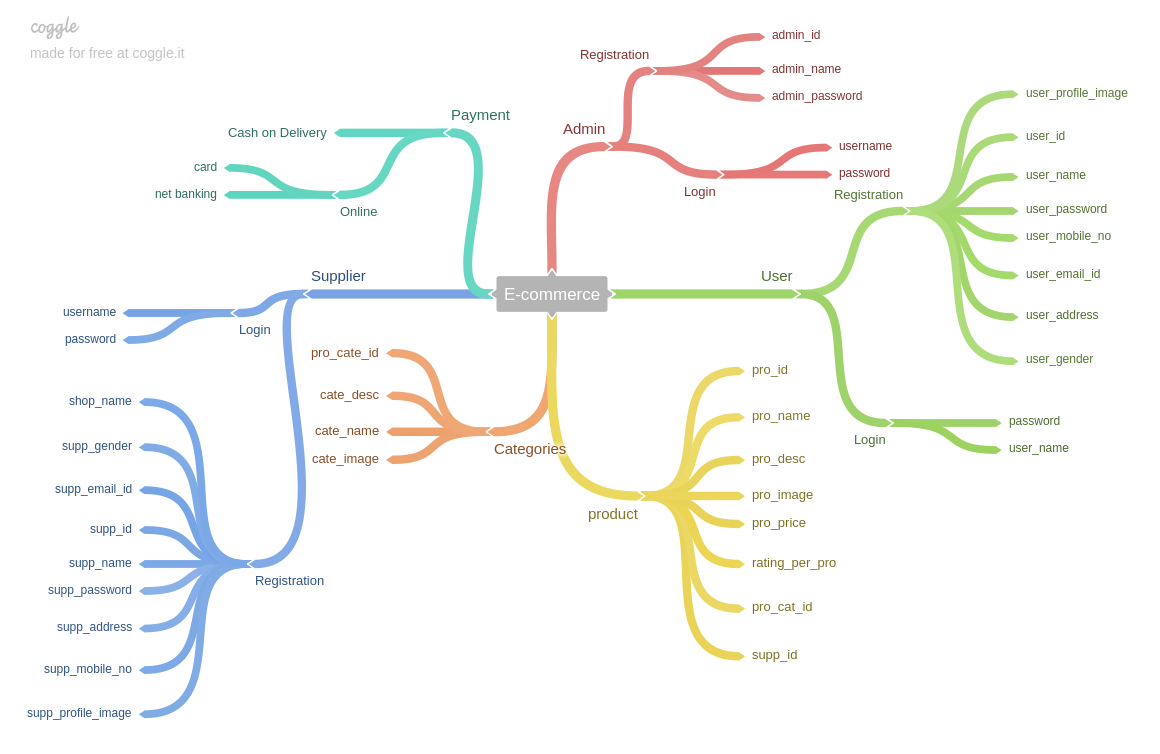 coggle
made for free at coggle.it
E-commerce
Admin
Registration
admin_id
admin_name
admin_password
Login
username
password
User
Registration
user_profile_image
user_id
user_name
user_password
user_mobile_no
user_email_id
user_address
user_gender
Login
password
user_name
product
pro_id
pro_name
pro_desc
pro_image
pro_price
rating_per_pro
pro_cat_id
supp_id
Payment
Cash on Delivery
Online
card
net banking
Supplier
Login
username
password
Registration
shop_name
supp_gender
supp_email_id
supp_id
supp_name
supp_password
supp_address
supp_mobile_no
supp_profile_image
Categories
pro_cate_id
cate_desc
cate_name
cate_image